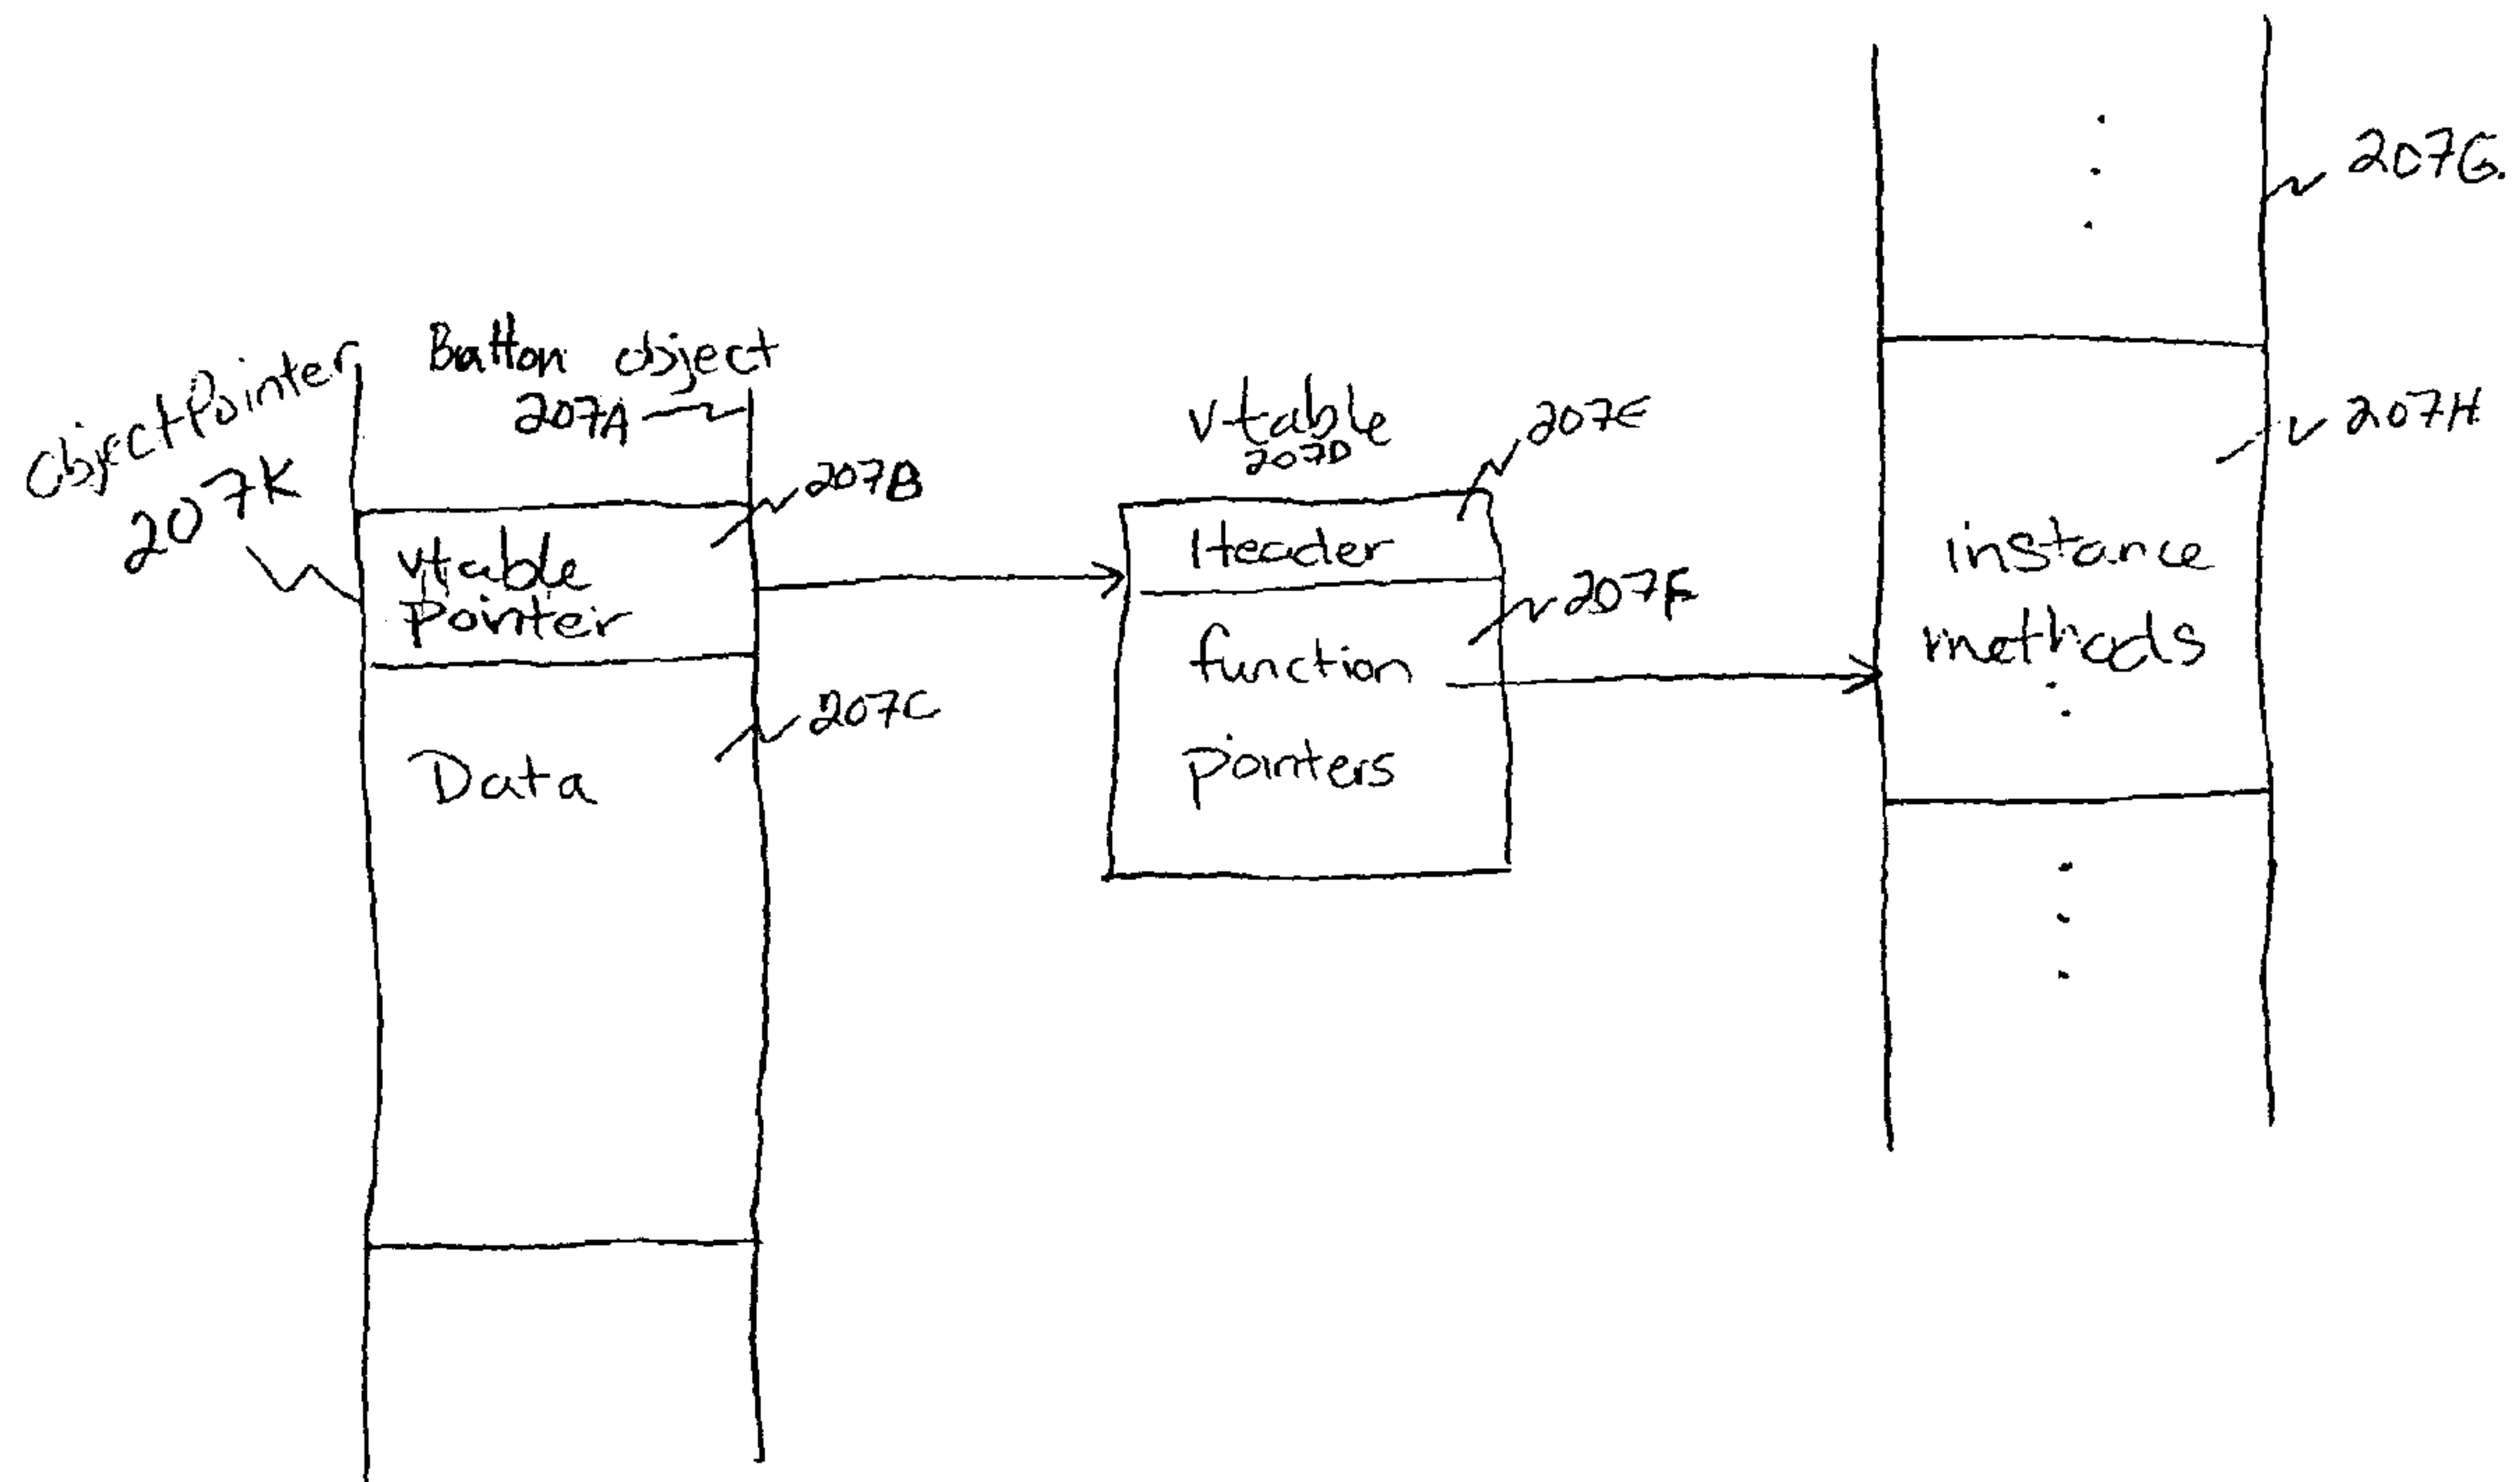 ObjectPointer
207K
Button object
207A
207B
vtable
Pointer
207C
Data
vtable
207D
207E
Header
207F
function
pointers
207G.
207H
instance
methods